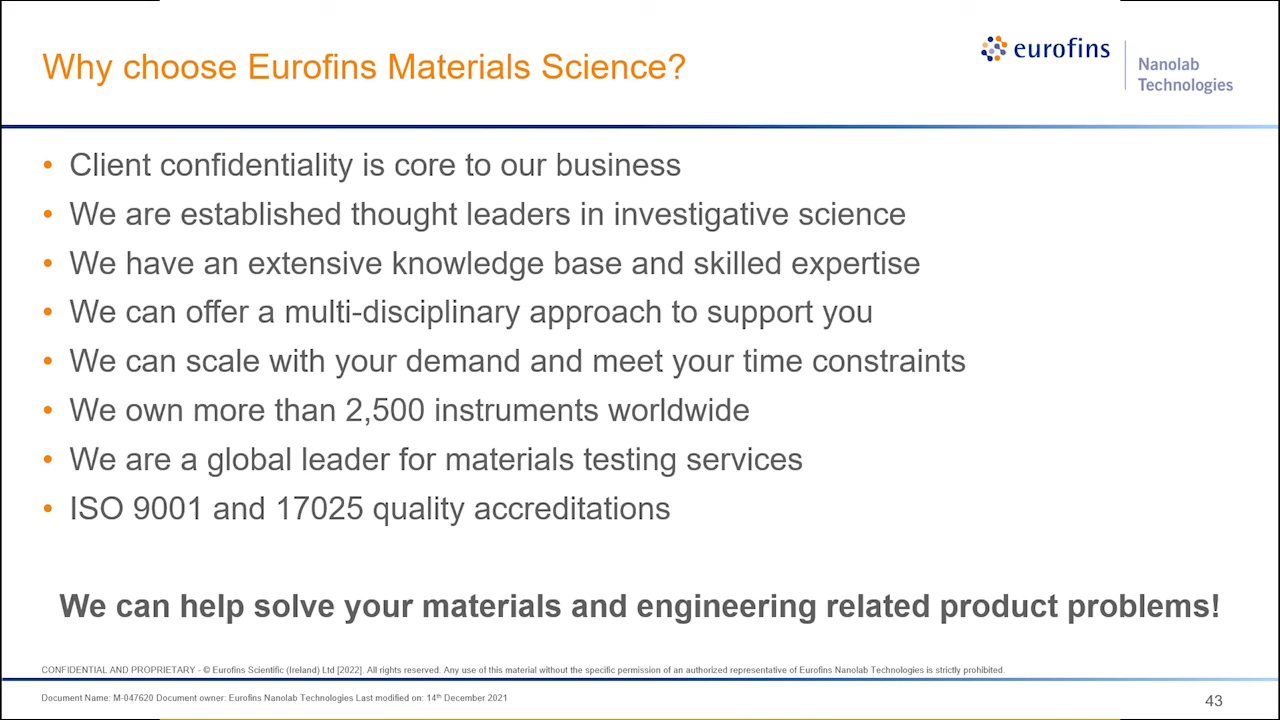 Why choose Eurofins Materials Science?
eurofins
Nanolab
Technologies
• Client confidentiality is core to our business
• We are established thought leaders in investigative science
• We have an extensive knowledge base and skilled expertise
• We can offer a multi-disciplinary approach to support you
• We can scale with your demand and meet your time constraints
• We own more than 2,500 instruments worldwide
• We are a global leader for materials testing services
• ISO 9001 and 17025 quality accreditations
We can help solve your materials and engineering related product problems!
CONFIDENTIAL AND PROPRIETARY - © Eurofins Scientific (Ireland) Ltd [2022]. All rights reserved. Any use of this material without the specific permission of an authorized representative of Eurofins Nanolab Technologies is strictly prohibited.
Document Name: M-047620 Document owner: Eurofins Nanolab Technologies Last modified on: 14th December 2021
43